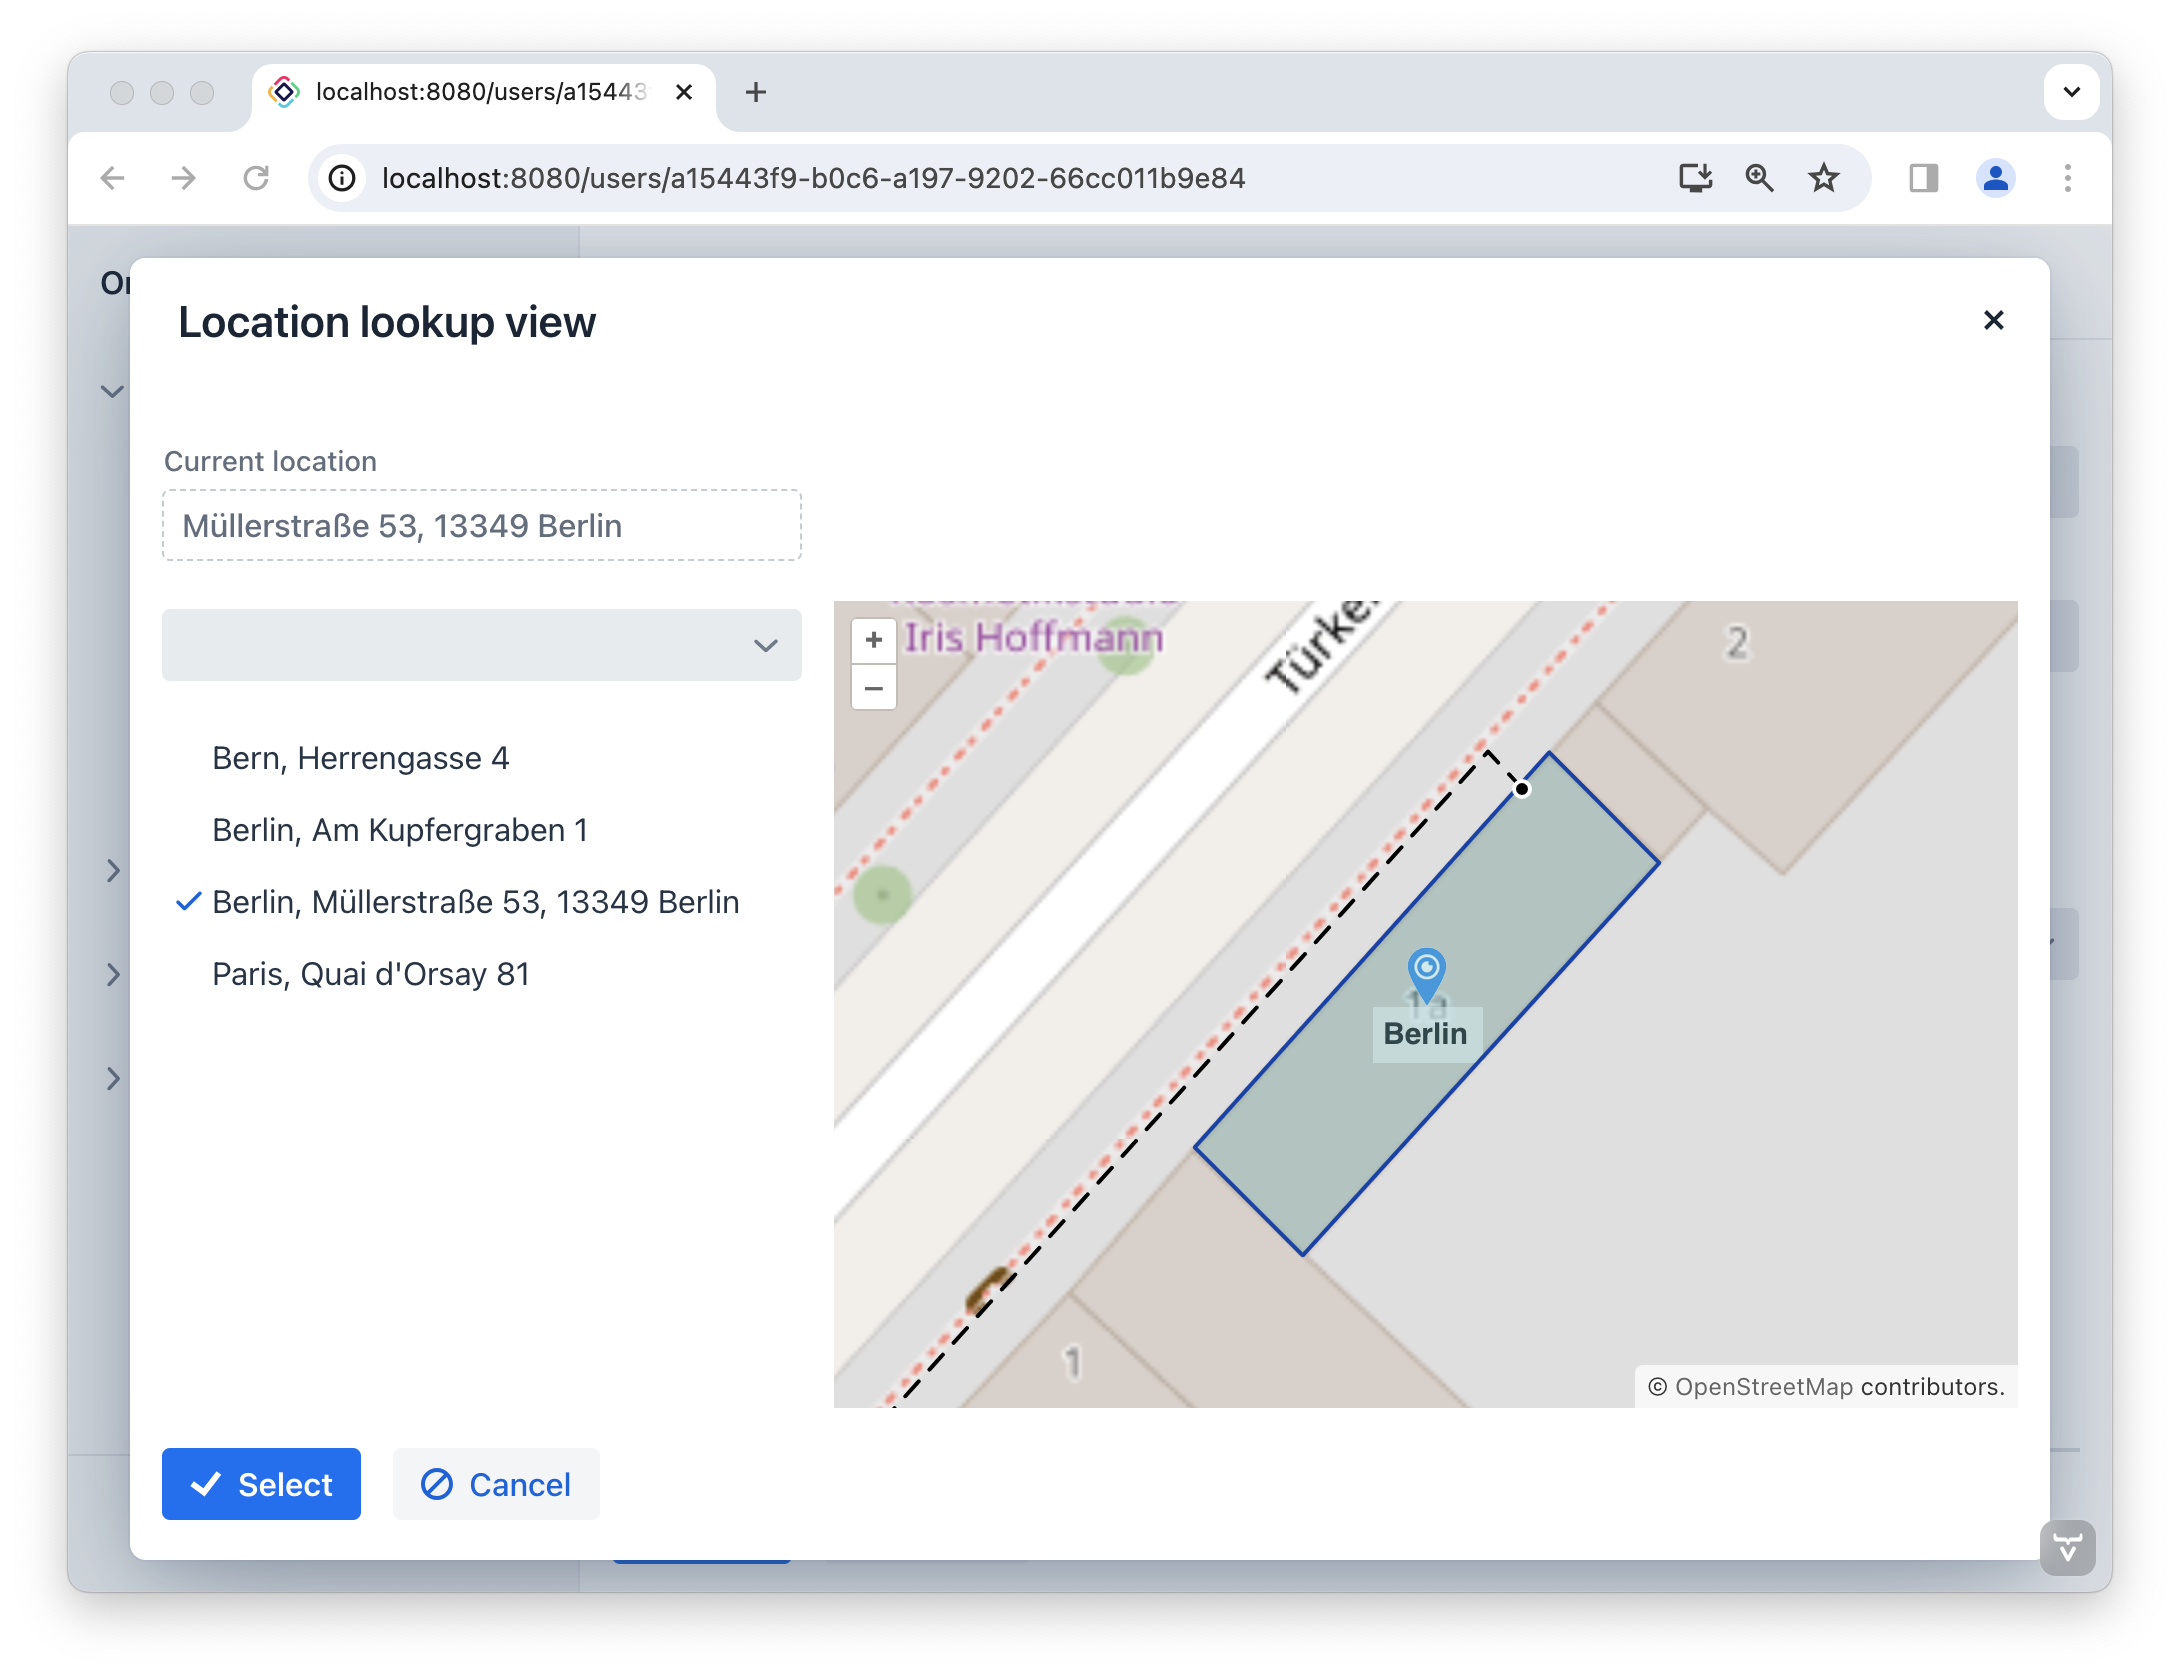 localhost:8080/users/a15443
localhost:8080/users/a15443f9-b0c6-a197-9202-66cc011b9e84
Location lookup view
Current location
Müllerstraße 53, 13349 Berlin
Bern, Herrengasse 4
Berlin, Am Kupfergraben 1
Berlin, Müllerstraße 53, 13349 Berlin
Paris, Quai d'Orsay 81
+
−
Iris Hoffmann
2
1a
Berlin
1
© OpenStreetMap contributors.
Select
Cancel